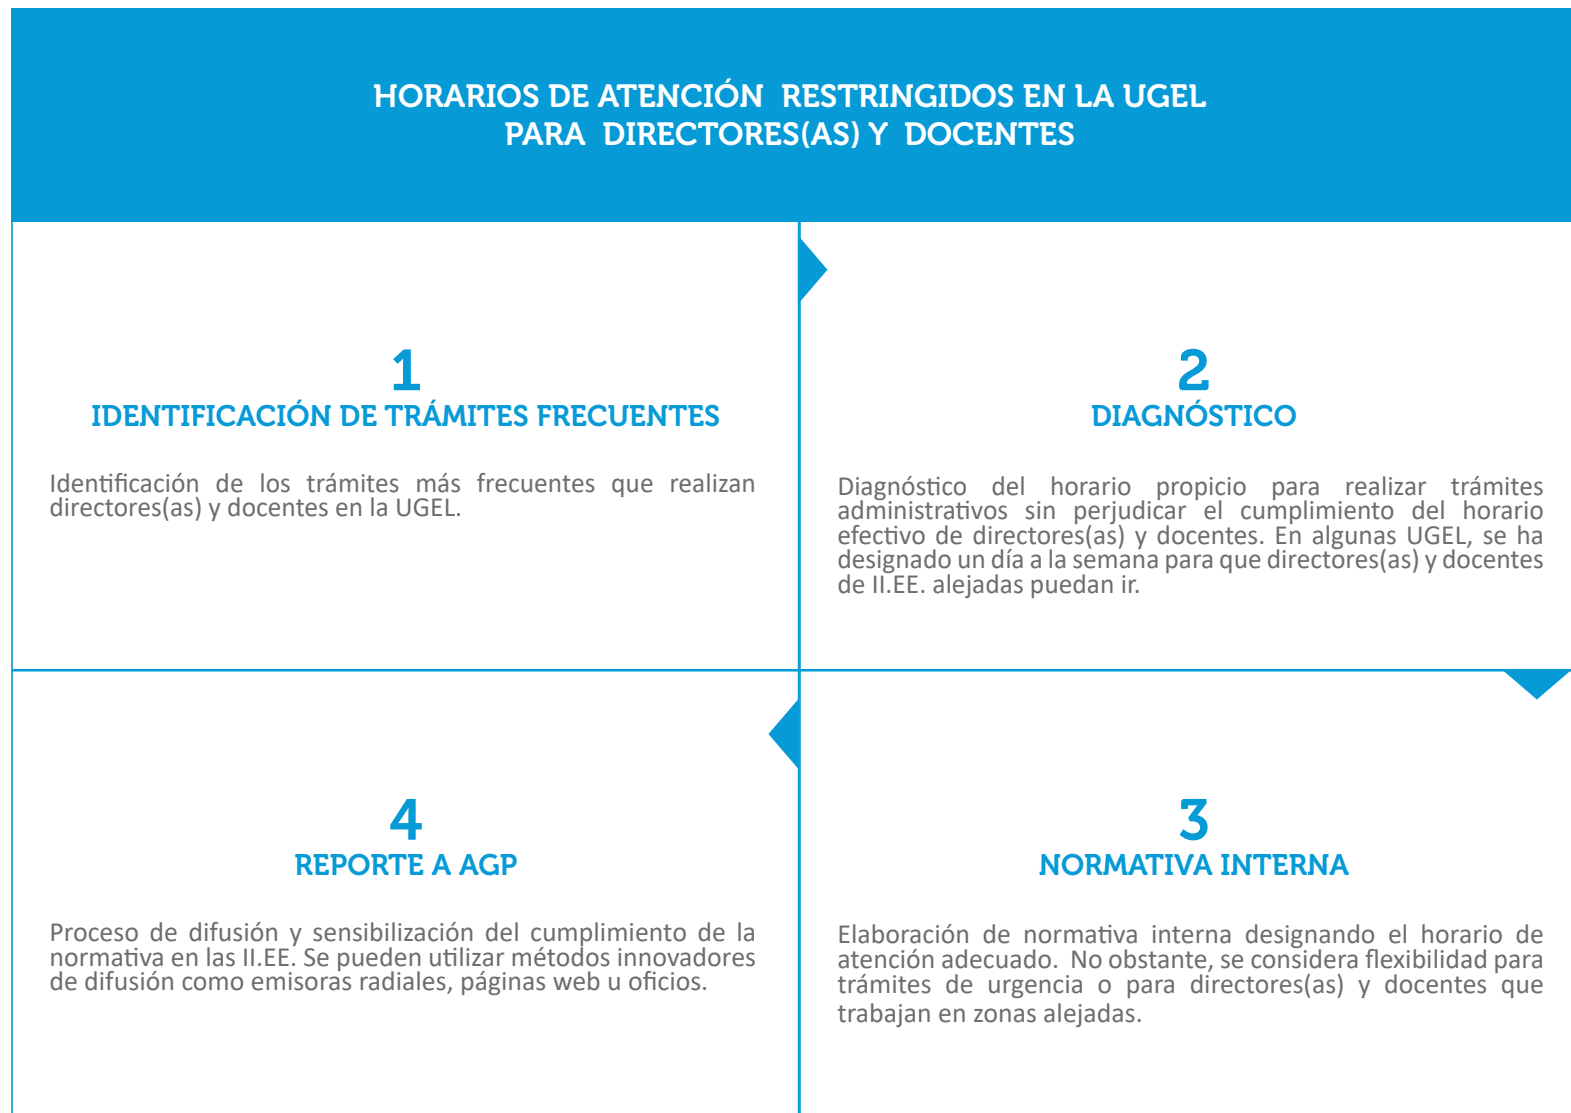 HORARIOS DE ATENCIÓN RESTRINGIDOS EN LA UGEL
PARA DIRECTORES(AS) Y DOCENTES
1
IDENTIFICACIÓN DE TRÁMITES FRECUENTES
Identificación de los trámites más frecuentes que realizan
directores(as) y docentes en la UGEL.
2
DIAGNÓSTICO
Diagnóstico del horario propicio para realizar trámites
administrativos sin perjudicar el cumplimiento del horario
efectivo de directores(as) y docentes. En algunas UGEL, se ha
designado un día a la semana para que directores(as) y docentes
de II.EE. alejadas puedan ir.
3
NORMATIVA INTERNA
Elaboración de normativa interna designando el horario de
atención adecuado. No obstante, se considera flexibilidad para
trámites de urgencia o para directores(as) y docentes que
trabajan en zonas alejadas.
4
REPORTE A AGP
Proceso de difusión y sensibilización del cumplimiento de la
normativa en las II.EE. Se pueden utilizar métodos innovadores
de difusión como emisoras radiales, páginas web u oficios.